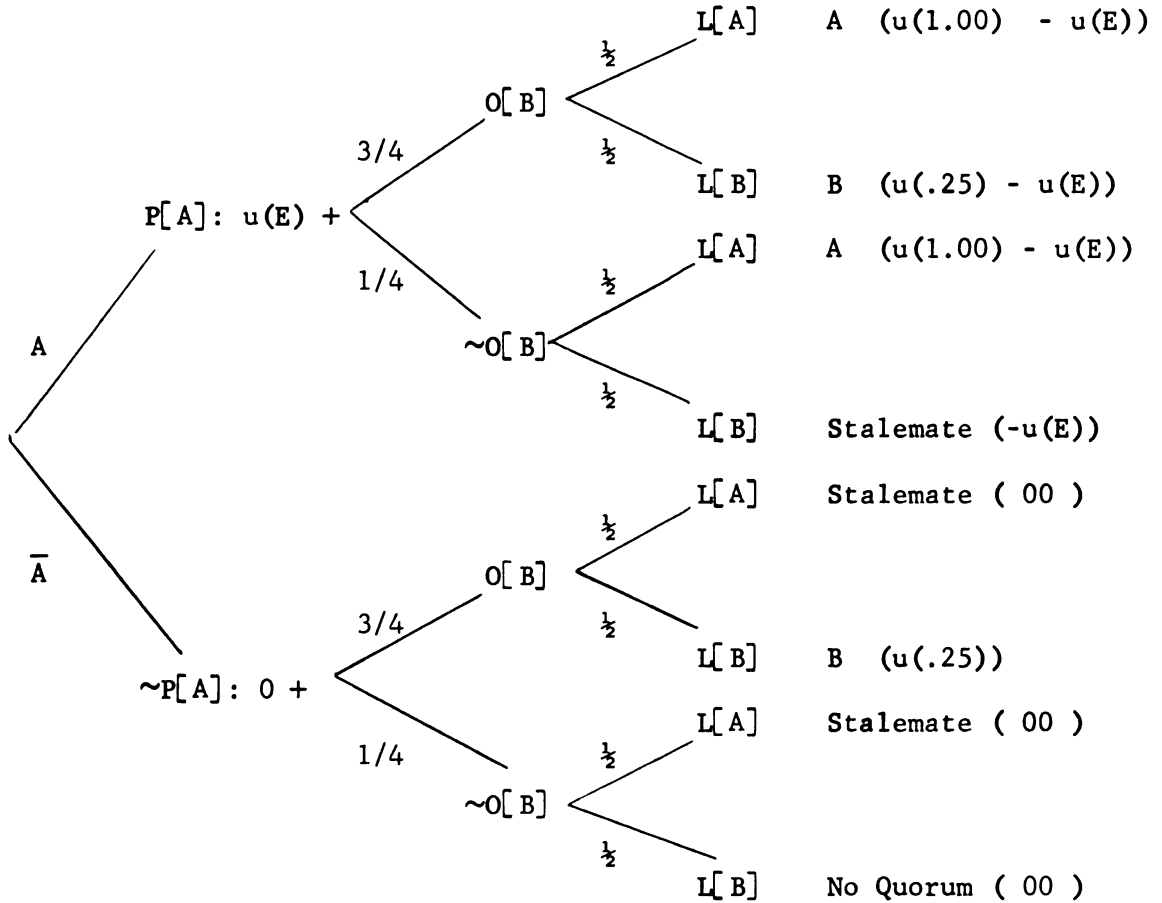 L[A] A (u(1.00) - u(E))
½
O[B]
3/4
½
L[B] B (u(.25) - u(E))
P[A]: u(E) +
L[A] A (u(1.00) - u(E))
1/4
½
A
~O[B]
½
L[B] Stalemate (-u(E))
L[A] Stalemate ( 00 )
½
A̅
O[B]
3/4
½
L[B] B (u(.25))
~P[A]: 0 +
L[A] Stalemate ( 00 )
1/4
½
~O[B]
½
L[B] No Quorum ( 00 )